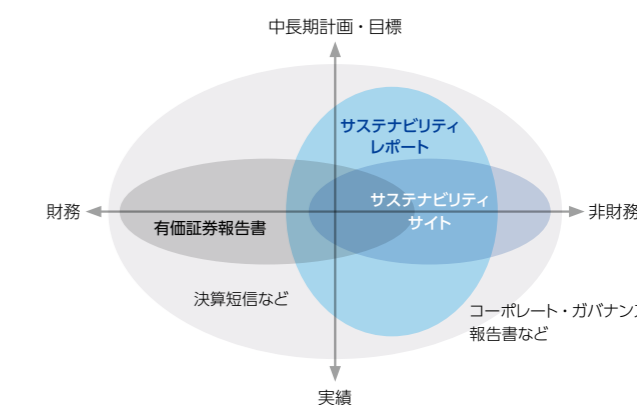 中長期計画・目標
サステナビリティ
レポート
財務
サステナビリティ
サイト
非財務
有価証券報告書
決算短信など
コーポレート・ガバナンス
報告書など
実績